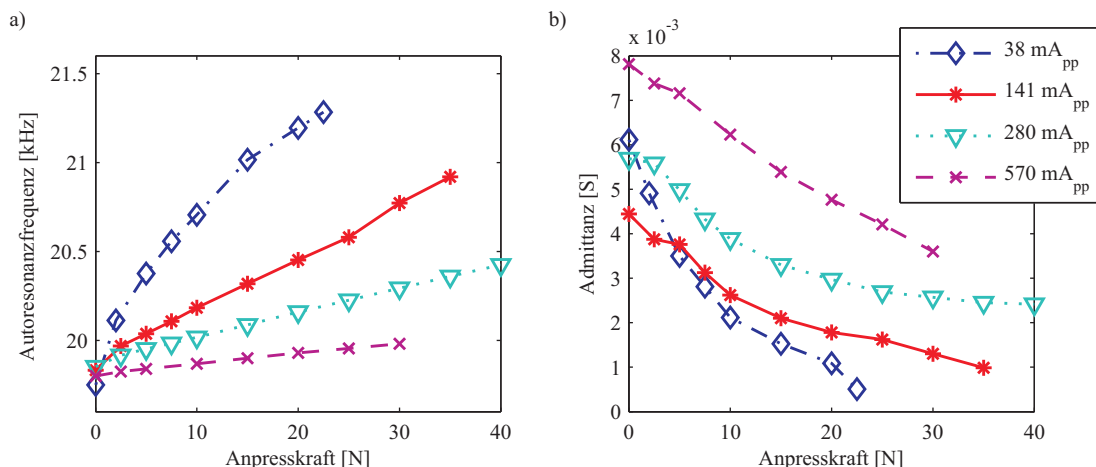 a)
Autoresonanzfrequenz [kHz]
21.5
21
20.5
20
0
10
20
30
40
Anpresskraft [N]
b)
x 10⁻³
Admittanz [S]
8
7
6
5
4
3
2
1
0
0
10
20
30
40
Anpresskraft [N]
38 mA_pp
141 mA_pp
280 mA_pp
570 mA_pp